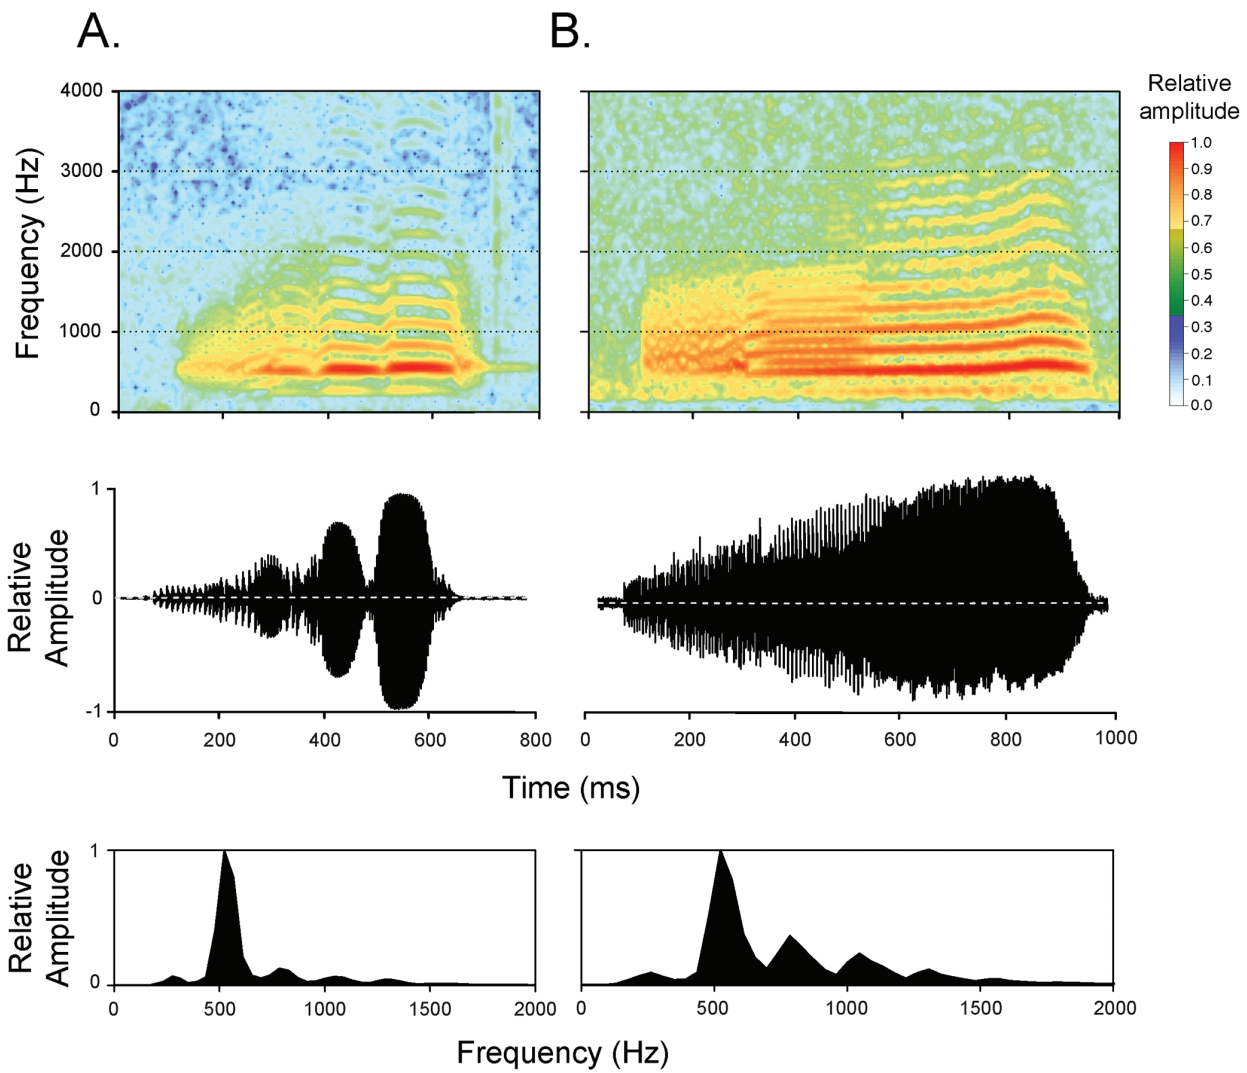 A.
B.
Relative
amplitude
4000
3000
2000
1000
0
Frequency (Hz)
1.0
0.9
0.8
0.7
0.6
0.5
0.4
0.3
0.2
0.1
0.0
1
0
-1
Relative
Amplitude
0 200 400 600 800
0 200 400 600 800 1000
Time (ms)
1
0
Relative
Amplitude
0 500 1000 1500 2000
0 500 1000 1500 2000
Frequency (Hz)